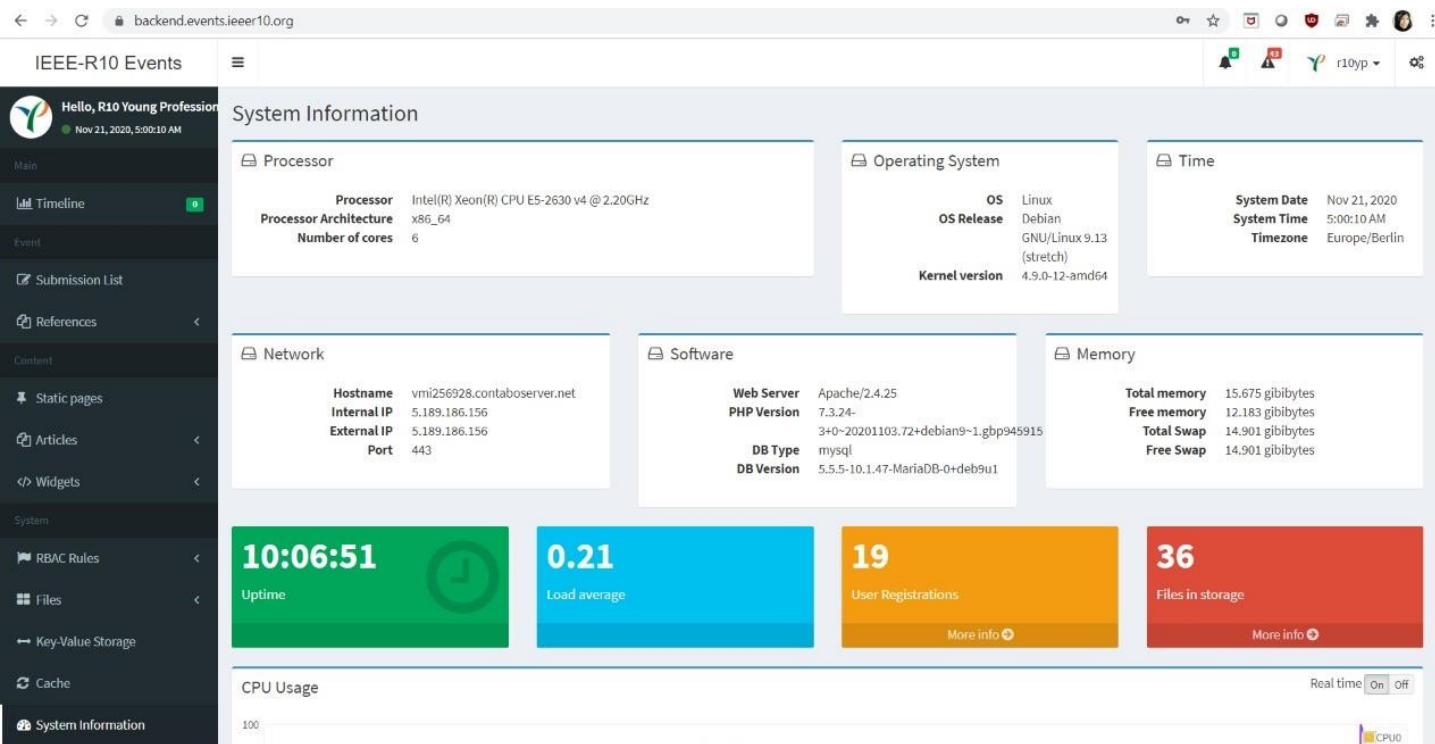 backend.events.ieeer10.org
IEEE-R10 Events
0
43
r10yp
Hello, R10 Young Profession
Nov 21, 2020, 5:00:10 AM
Main
Timeline 0
Event
Submission List
References
Content
Static pages
Articles
Widgets
System
RBAC Rules
Files
Key-Value Storage
Cache
System Information
System Information
Processor
Processor Intel(R) Xeon(R) CPU E5-2630 v4 @ 2.20GHz
Processor Architecture x86_64
Number of cores 6
Operating System
OS Linux
OS Release Debian
GNU/Linux 9.13
(stretch)
Kernel version 4.9.0-12-amd64
Time
System Date Nov 21, 2020
System Time 5:00:10 AM
Timezone Europe/Berlin
Network
Hostname vmi256928.contaboserver.net
Internal IP 5.189.186.156
External IP 5.189.186.156
Port 443
Software
Web Server Apache/2.4.25
PHP Version 7.3.24-
3+0~20201103.72+debian9~1.gbp945915
DB Type mysql
DB Version 5.5.5-10.1.47-MariaDB-0+deb9u1
Memory
Total memory 15.675 gibibytes
Free memory 12.183 gibibytes
Total Swap 14.901 gibibytes
Free Swap 14.901 gibibytes
10:06:51
Uptime
0.21
Load average
19
User Registrations
More info
36
Files in storage
More info
CPU Usage
Real time On Off
100
CPU0